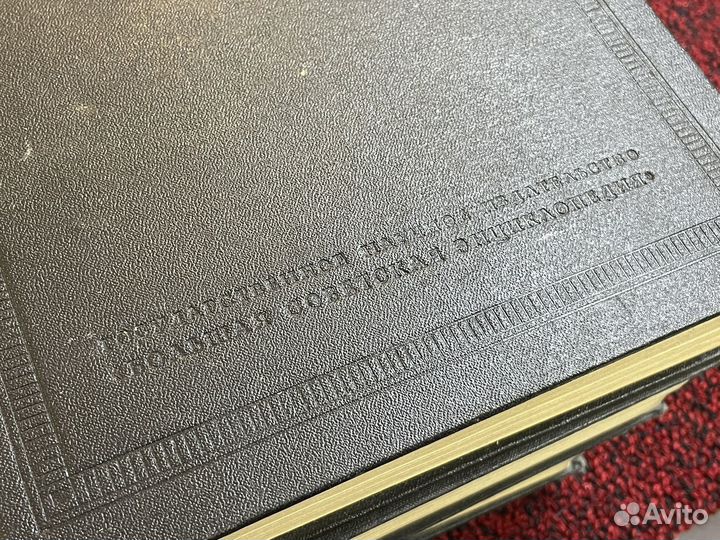 ГОСУДАРСТВЕННОЕ НАУЧНОЕ ИЗДАТЕЛЬСТВО
«БОЛЬШАЯ СОВЕТСКАЯ ЭНЦИКЛОПЕДИЯ»
Avito